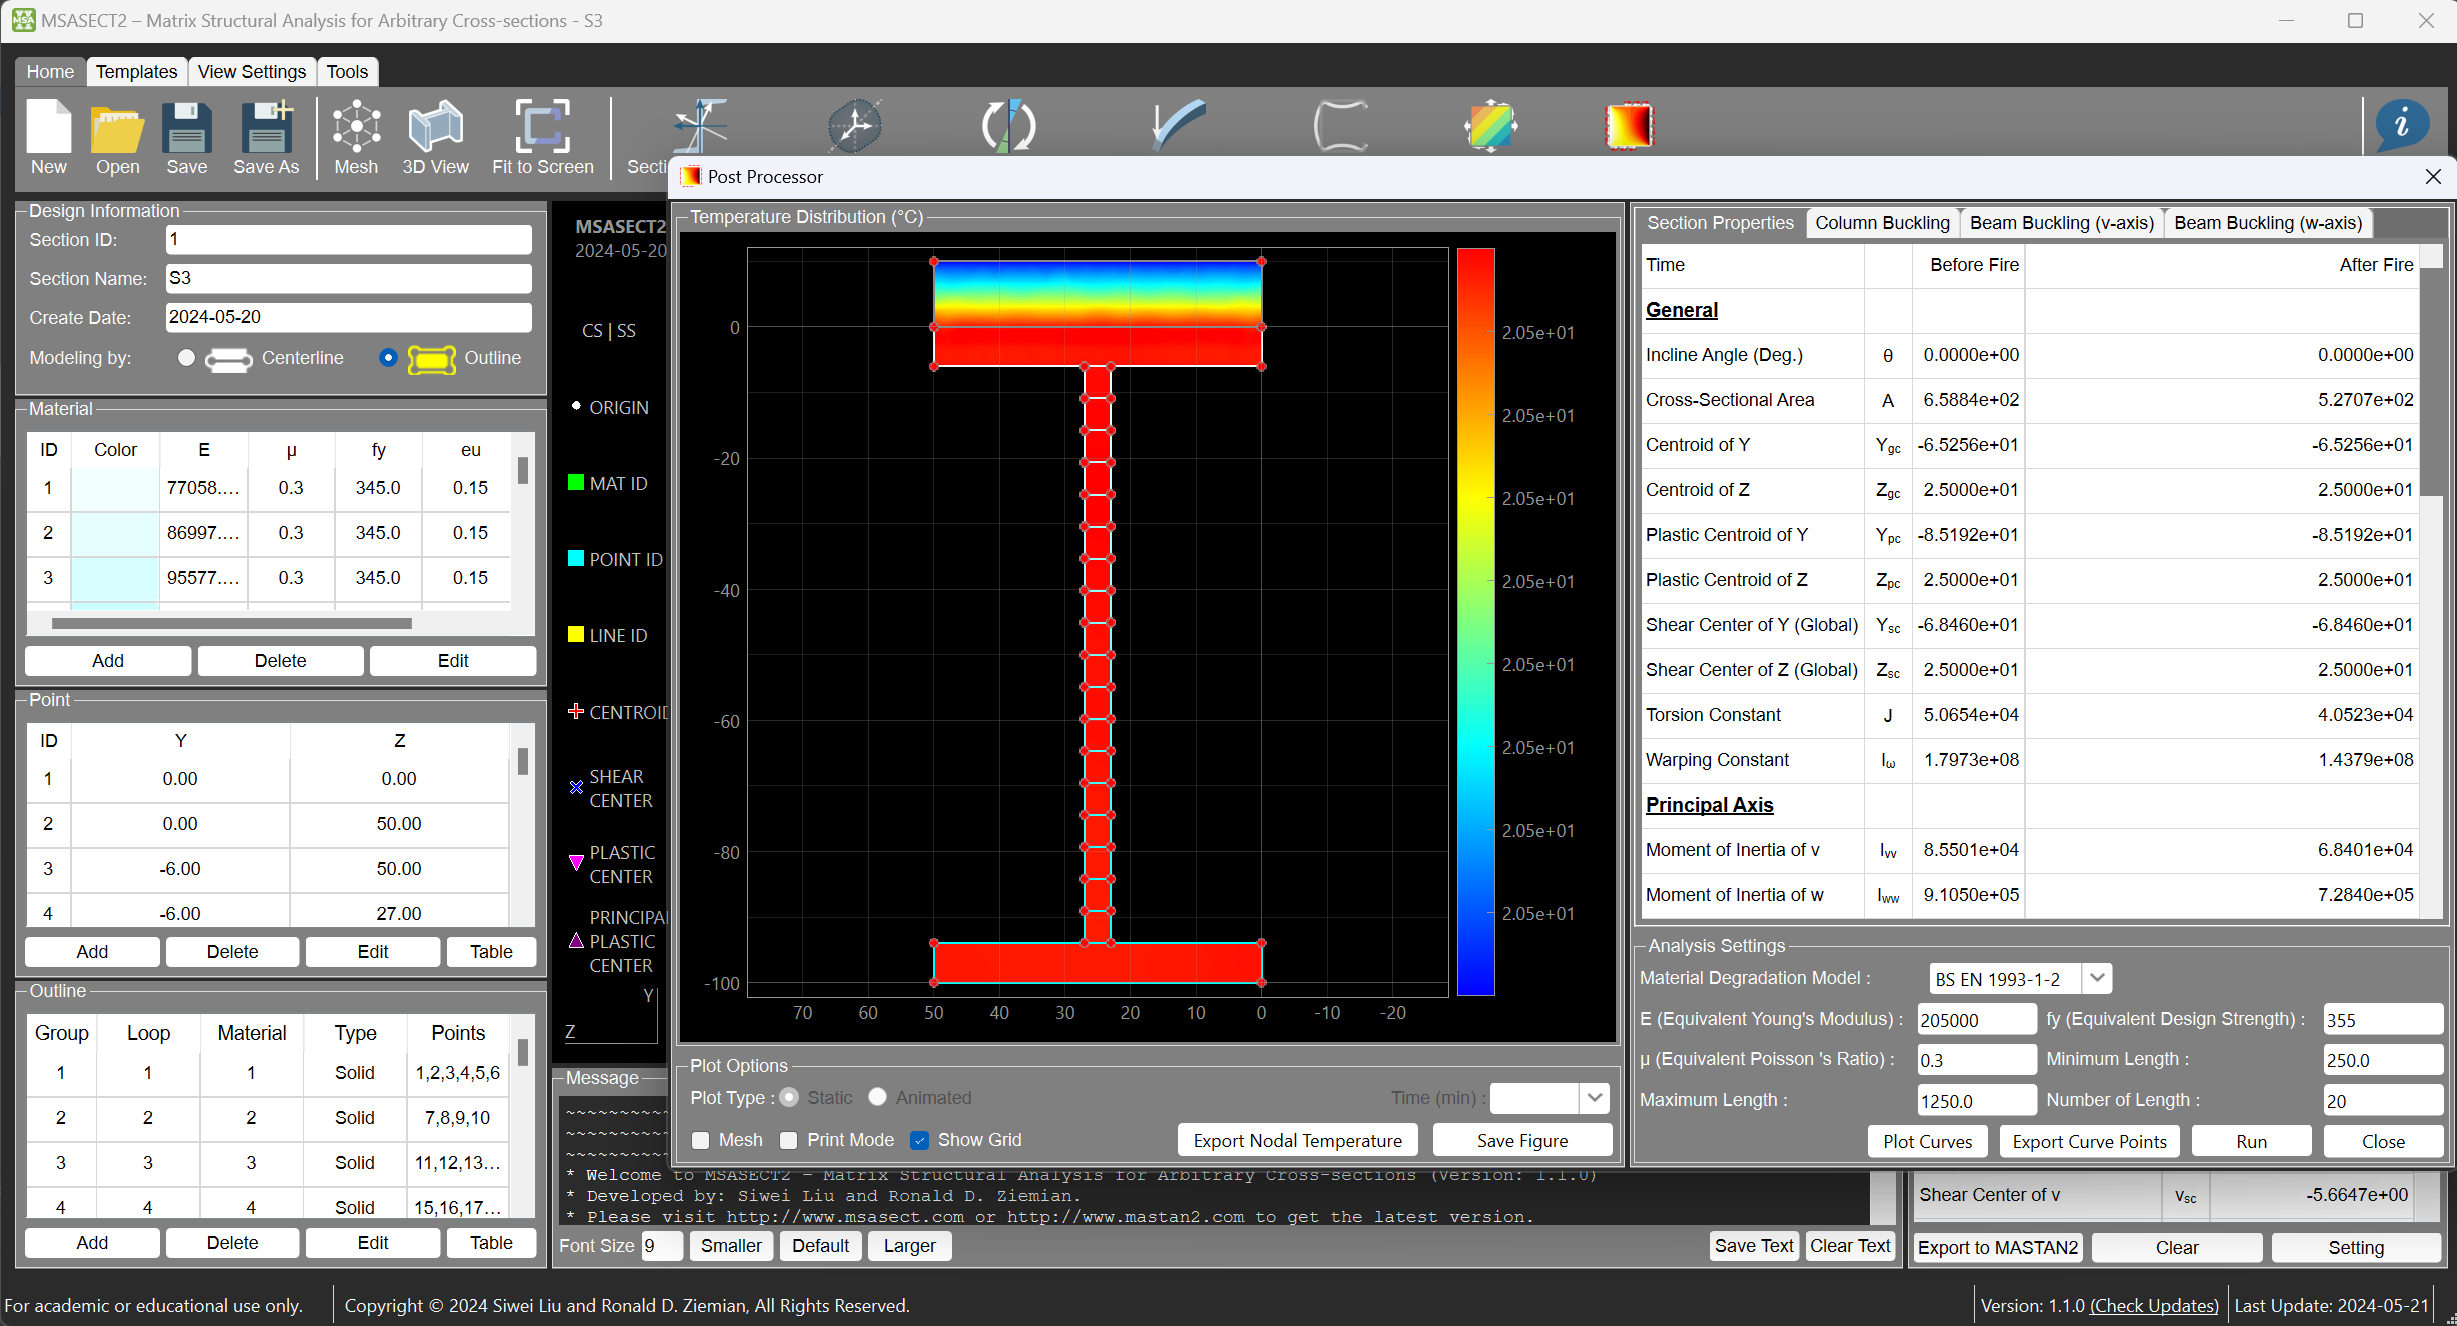 MSASECT2 – Matrix Structural Analysis for Arbitrary Cross-sections - S3
Home Templates View Settings Tools
New Open Save Save As Mesh 3D View Fit to Screen Secti
Design Information
Section ID: 1
Section Name: S3
Create Date: 2024-05-20
Modeling by: Centerline Outline
Material
ID Color E μ fy eu
1 77058.... 0.3 345.0 0.15
2 86997.... 0.3 345.0 0.15
3 95577.... 0.3 345.0 0.15
Add Delete Edit
Point
ID Y Z
1 0.00 0.00
2 0.00 50.00
3 -6.00 50.00
4 -6.00 27.00
Add Delete Edit Table
Outline
Group Loop Material Type Points
1 1 1 Solid 1,2,3,4,5,6
2 2 2 Solid 7,8,9,10
3 3 3 Solid 11,12,13...
4 4 4 Solid 15,16,17...
Add Delete Edit Table
MSASECT2
2024-05-20
CS | SS
ORIGIN
MAT ID
POINT ID
LINE ID
CENTROID
SHEAR
CENTER
PLASTIC
CENTER
PRINCIPAL
PLASTIC
CENTER
Y
Z
Post Processor
Temperature Distribution (°C)
0
-20
-40
-60
-80
-100
70 60 50 40 30 20 10 0 -10 -20
2.05e+01
2.05e+01
2.05e+01
2.05e+01
2.05e+01
2.05e+01
2.05e+01
2.05e+01
Plot Options
Plot Type : Static Animated Time (min) :
Mesh Print Mode Show Grid Export Nodal Temperature Save Figure
Section Properties Column Buckling Beam Buckling (v-axis) Beam Buckling (w-axis)
Time Before Fire After Fire
General
Incline Angle (Deg.) θ 0.0000e+00 0.0000e+00
Cross-Sectional Area A 6.5884e+02 5.2707e+02
Centroid of Y Ygc -6.5256e+01 -6.5256e+01
Centroid of Z Zgc 2.5000e+01 2.5000e+01
Plastic Centroid of Y Ypc -8.5192e+01 -8.5192e+01
Plastic Centroid of Z Zpc 2.5000e+01 2.5000e+01
Shear Center of Y (Global) Ysc -6.8460e+01 -6.8460e+01
Shear Center of Z (Global) Zsc 2.5000e+01 2.5000e+01
Torsion Constant J 5.0654e+04 4.0523e+04
Warping Constant Iω 1.7973e+08 1.4379e+08
Principal Axis
Moment of Inertia of v Ivv 8.5501e+04 6.8401e+04
Moment of Inertia of w Iww 9.1050e+05 7.2840e+05
Analysis Settings
Material Degradation Model : BS EN 1993-1-2
E (Equivalent Young's Modulus) : 205000 fy (Equivalent Design Strength) : 355
μ (Equivalent Poisson 's Ratio) : 0.3 Minimum Length : 250.0
Maximum Length : 1250.0 Number of Length : 20
Plot Curves Export Curve Points Run Close
Message
~~~~~~~~~~
~~~~~~~~~~
~~~~~~~~~~
* Welcome to MSASECT2 – Matrix Structural Analysis for Arbitrary Cross-sections (Version: 1.1.0)
* Developed by: Siwei Liu and Ronald D. Ziemian.
* Please visit http://www.msasect.com or http://www.mastan2.com to get the latest version.
Font Size 9 Smaller Default Larger Save Text Clear Text
Shear Center of v vsc -5.6647e+00
Export to MASTAN2 Clear Setting
For academic or educational use only. Copyright © 2024 Siwei Liu and Ronald D. Ziemian, All Rights Reserved. Version: 1.1.0 (Check Updates) Last Update: 2024-05-21